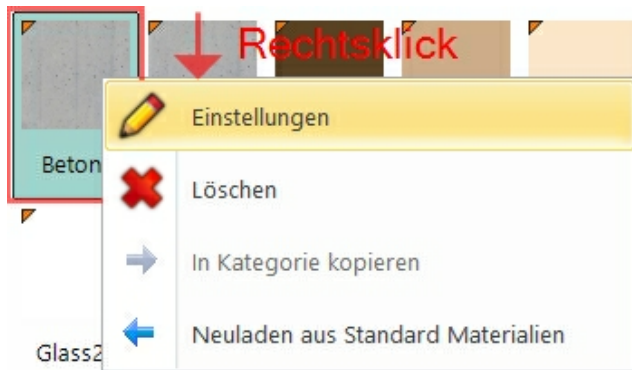 Rechtsklick
Einstellungen
Beton
Löschen
In Kategorie kopieren
Neuladen aus Standard Materialien
Glass2